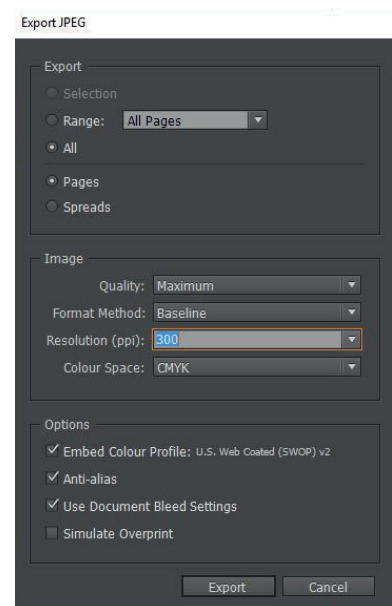 Export JPEG
Export
Selection
Range: All Pages
All
Pages
Spreads
Image
Quality: Maximum
Format Method: Baseline
Resolution (ppi): 300
Colour Space: CMYK
Options
Embed Colour Profile: U.S. Web Coated (SWOP) v2
Anti-alias
Use Document Bleed Settings
Simulate Overprint
Export Cancel